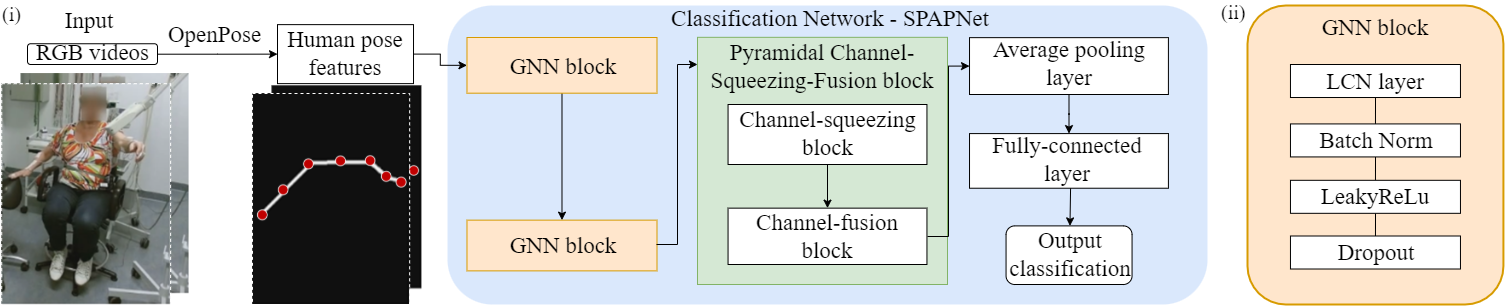 (i)
Input
RGB videos
OpenPose
Human pose
features
Classification Network - SPAPNet
GNN block
GNN block
Pyramidal Channel-
Squeezing-Fusion block
Channel-squeezing
block
Channel-fusion
block
Average pooling
layer
Fully-connected
layer
Output
classification
(ii)
GNN block
LCN layer
Batch Norm
LeakyReLu
Dropout